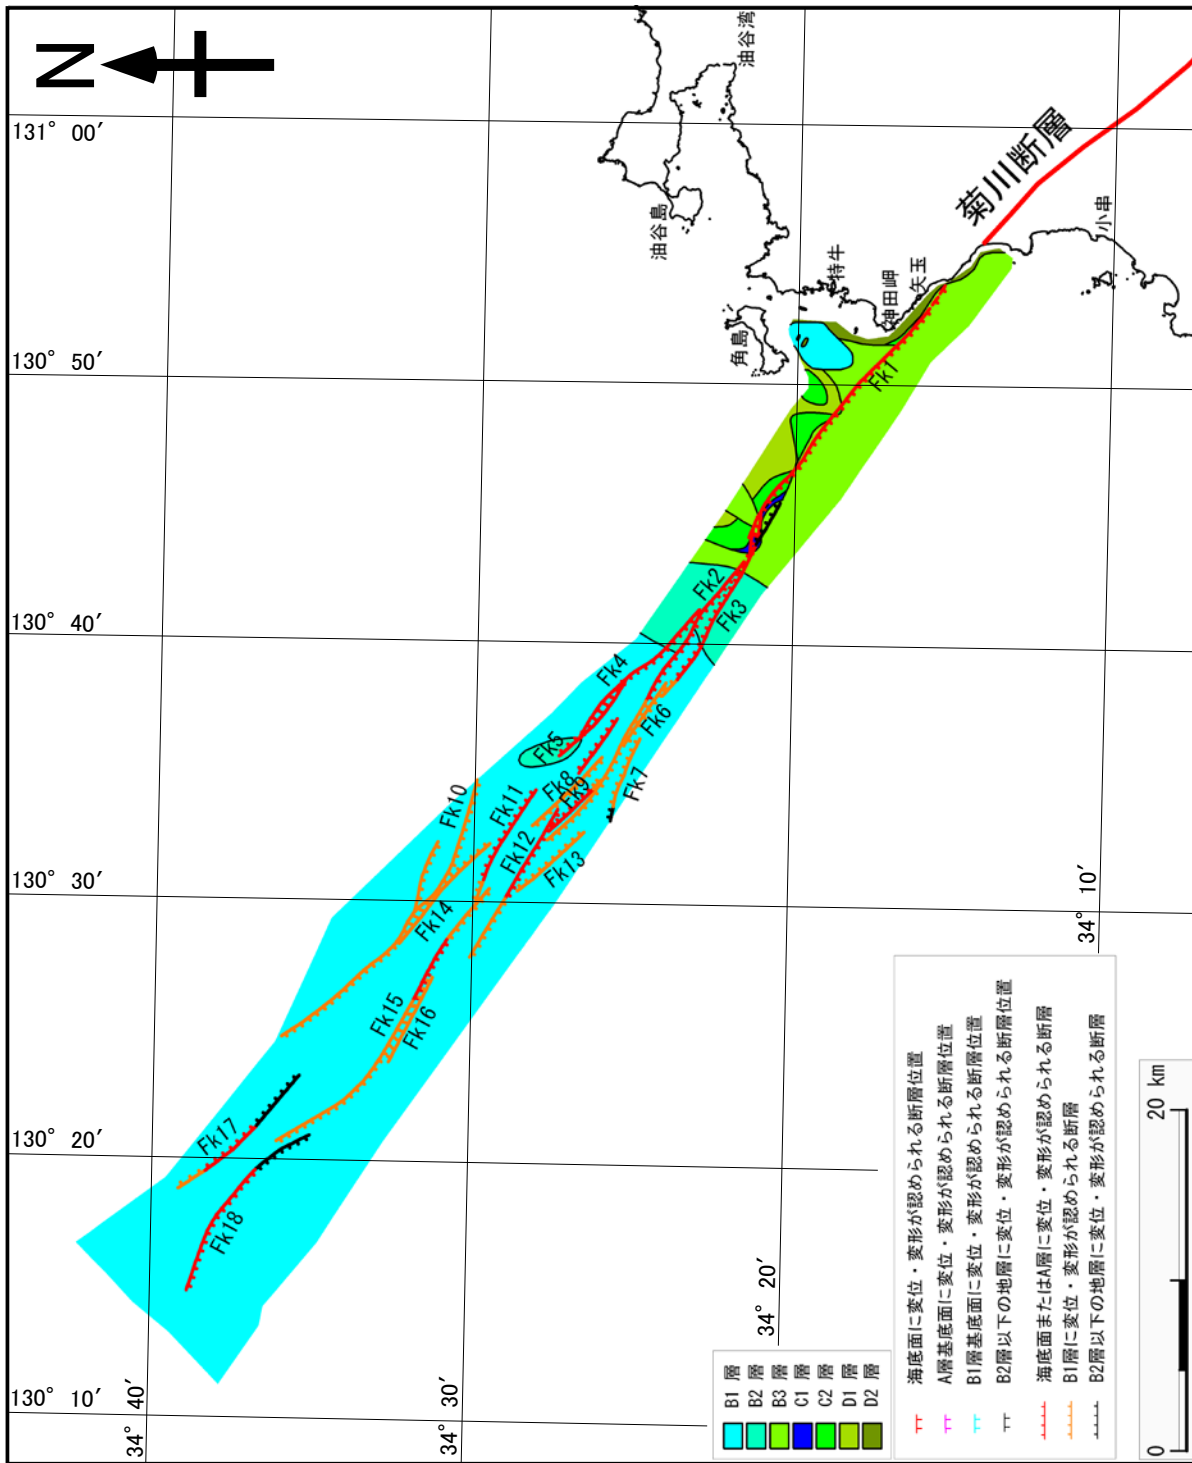 N
131° 00′
130° 50′
130° 40′
130° 30′
130° 20′
130° 10′
34° 40′
34° 30′
34° 20′
34° 10′
油谷湾
油谷島
角島
特牛
神田岬
矢玉
小串
菊川断層
Fk1
Fk2
Fk3
Fk4
Fk5
Fk6
Fk7
Fk8
Fk9
Fk10
Fk11
Fk12
Fk13
Fk14
Fk15
Fk16
Fk17
Fk18
B1 層
B2 層
B3 層
C1 層
C2 層
D1 層
D2 層
海底面に変位・変形が認められる断層位置
A層基底面に変位・変形が認められる断層位置
B1層基底面に変位・変形が認められる断層位置
B2層以下の地層に変位・変形が認められる断層位置
海底面またはA層に変位・変形が認められる断層
B1層に変位・変形が認められる断層
B2層以下の地層に変位・変形が認められる断層
0 20 km